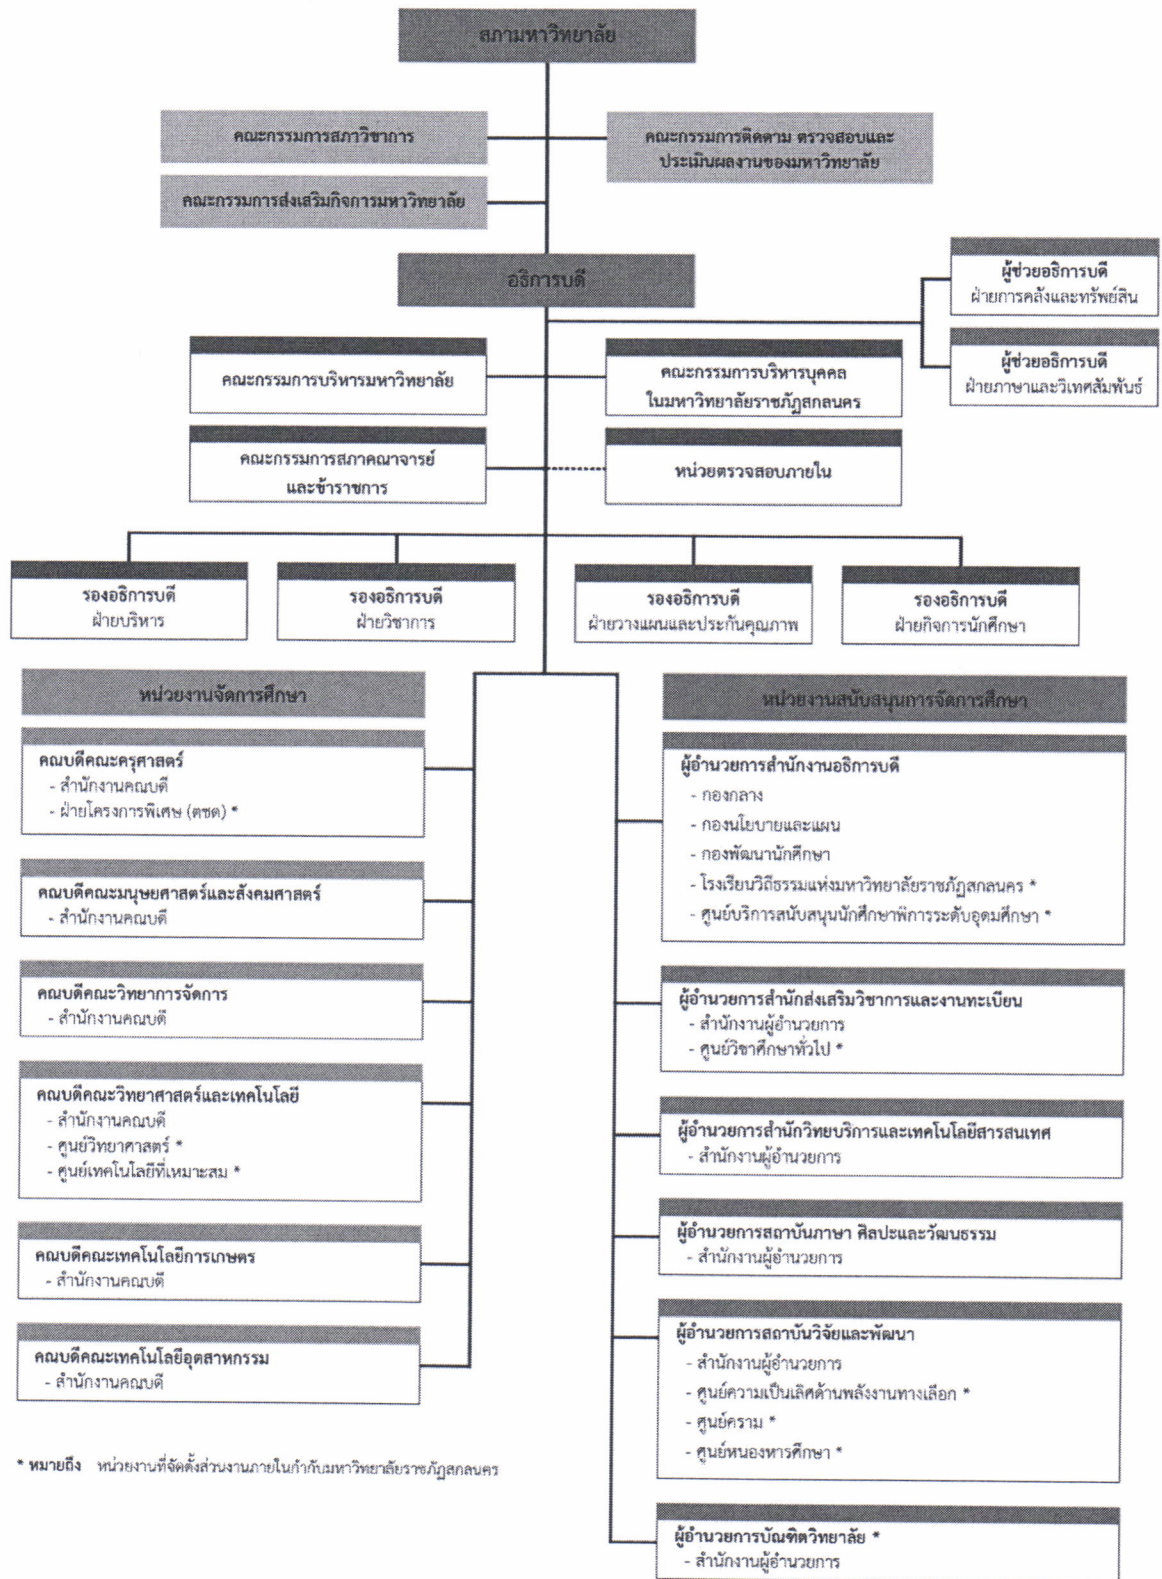 สภามหาวิทยาลัย
คณะกรรมการสภาวิชาการ
คณะกรรมการติดตาม ตรวจสอบและ
ประเมินผลงานของมหาวิทยาลัย
คณะกรรมการส่งเสริมกิจการมหาวิทยาลัย
อธิการบดี
ผู้ช่วยอธิการบดี
ฝ่ายการคลังและทรัพย์สิน
ผู้ช่วยอธิการบดี
ฝ่ายภาษาและวิเทศสัมพันธ์
คณะกรรมการบริหารมหาวิทยาลัย
คณะกรรมการบริหารบุคคล
ในมหาวิทยาลัยราชภัฏสกลนคร
คณะกรรมการสภาคณาจารย์
และข้าราชการ
หน่วยตรวจสอบภายใน
รองอธิการบดี
ฝ่ายบริหาร
รองอธิการบดี
ฝ่ายวิชาการ
รองอธิการบดี
ฝ่ายวางแผนและประกันคุณภาพ
รองอธิการบดี
ฝ่ายกิจการนักศึกษา
หน่วยงานจัดการศึกษา
คณบดีคณะครุศาสตร์
- สำนักงานคณบดี
- ฝ่ายโครงการพิเศษ (ตชด) *
คณบดีคณะมนุษยศาสตร์และสังคมศาสตร์
- สำนักงานคณบดี
คณบดีคณะวิทยาการจัดการ
- สำนักงานคณบดี
คณบดีคณะวิทยาศาสตร์และเทคโนโลยี
- สำนักงานคณบดี
- ศูนย์วิทยาศาสตร์ *
- ศูนย์เทคโนโลยีที่เหมาะสม *
คณบดีคณะเทคโนโลยีการเกษตร
- สำนักงานคณบดี
คณบดีคณะเทคโนโลยีอุตสาหกรรม
- สำนักงานคณบดี
หน่วยงานสนับสนุนการจัดการศึกษา
ผู้อำนวยการสำนักงานอธิการบดี
- กองกลาง
- กองนโยบายและแผน
- กองพัฒนานักศึกษา
- โรงเรียนวิถีธรรมแห่งมหาวิทยาลัยราชภัฏสกลนคร *
- ศูนย์บริการสนับสนุนนักศึกษาพิการระดับอุดมศึกษา *
ผู้อำนวยการสำนักส่งเสริมวิชาการและงานทะเบียน
- สำนักงานผู้อำนวยการ
- ศูนย์วิชาศึกษาทั่วไป *
ผู้อำนวยการสำนักวิทยบริการและเทคโนโลยีสารสนเทศ
- สำนักงานผู้อำนวยการ
ผู้อำนวยการสถาบันภาษา ศิลปะและวัฒนธรรม
- สำนักงานผู้อำนวยการ
ผู้อำนวยการสถาบันวิจัยและพัฒนา
- สำนักงานผู้อำนวยการ
- ศูนย์ความเป็นเลิศด้านพลังงานทางเลือก *
- ศูนย์คราม *
- ศูนย์หนองหารศึกษา *
ผู้อำนวยการบัณฑิตวิทยาลัย *
- สำนักงานผู้อำนวยการ
* หมายถึง หน่วยงานที่จัดตั้งส่วนงานภายในกำกับมหาวิทยาลัยราชภัฏสกลนคร